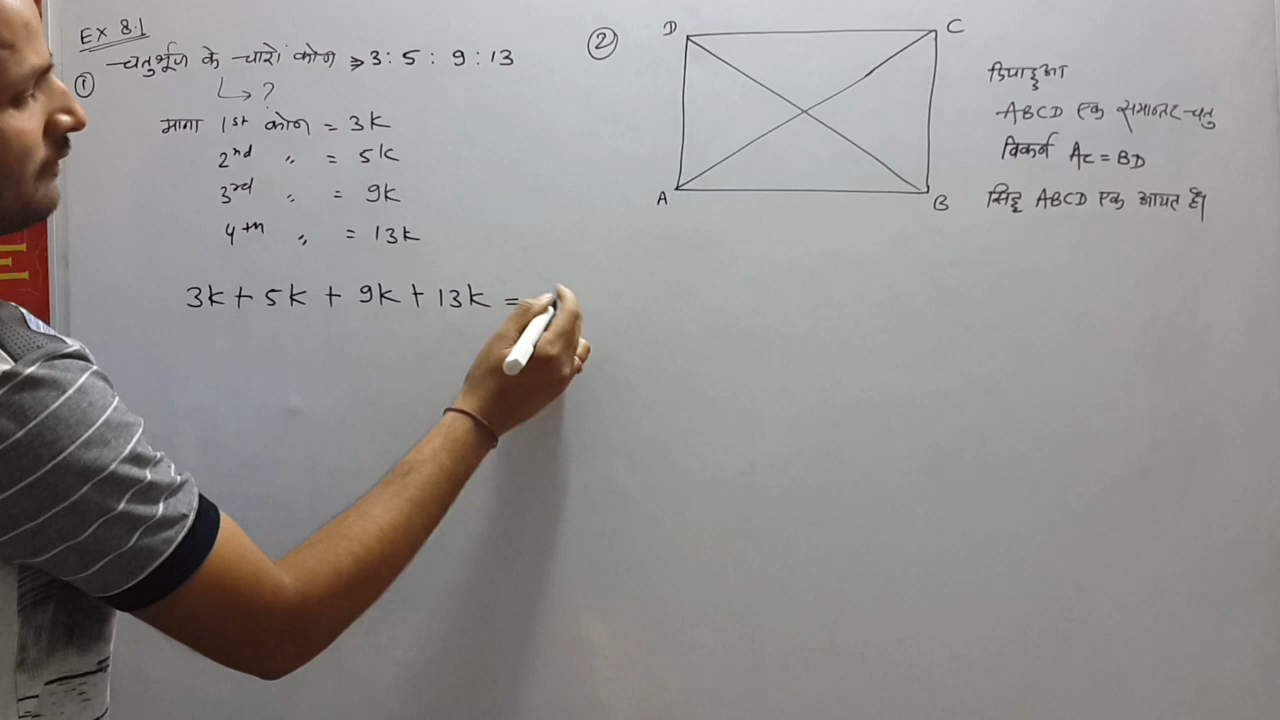 EX 8.1
① चतुर्भूज के चारो कोन ⇒ 3 : 5 : 9 : 13
↳ ?
माना 1st कोन = 3k
2nd " = 5k
3rd " = 9k
4th " = 13k
3k + 5k + 9k + 13k =
②
D C
A B
दिया हुआ
ABCD एक समान्तर चतु
विकर्ण AC = BD
सिद्ध ABCD एक आयत है।